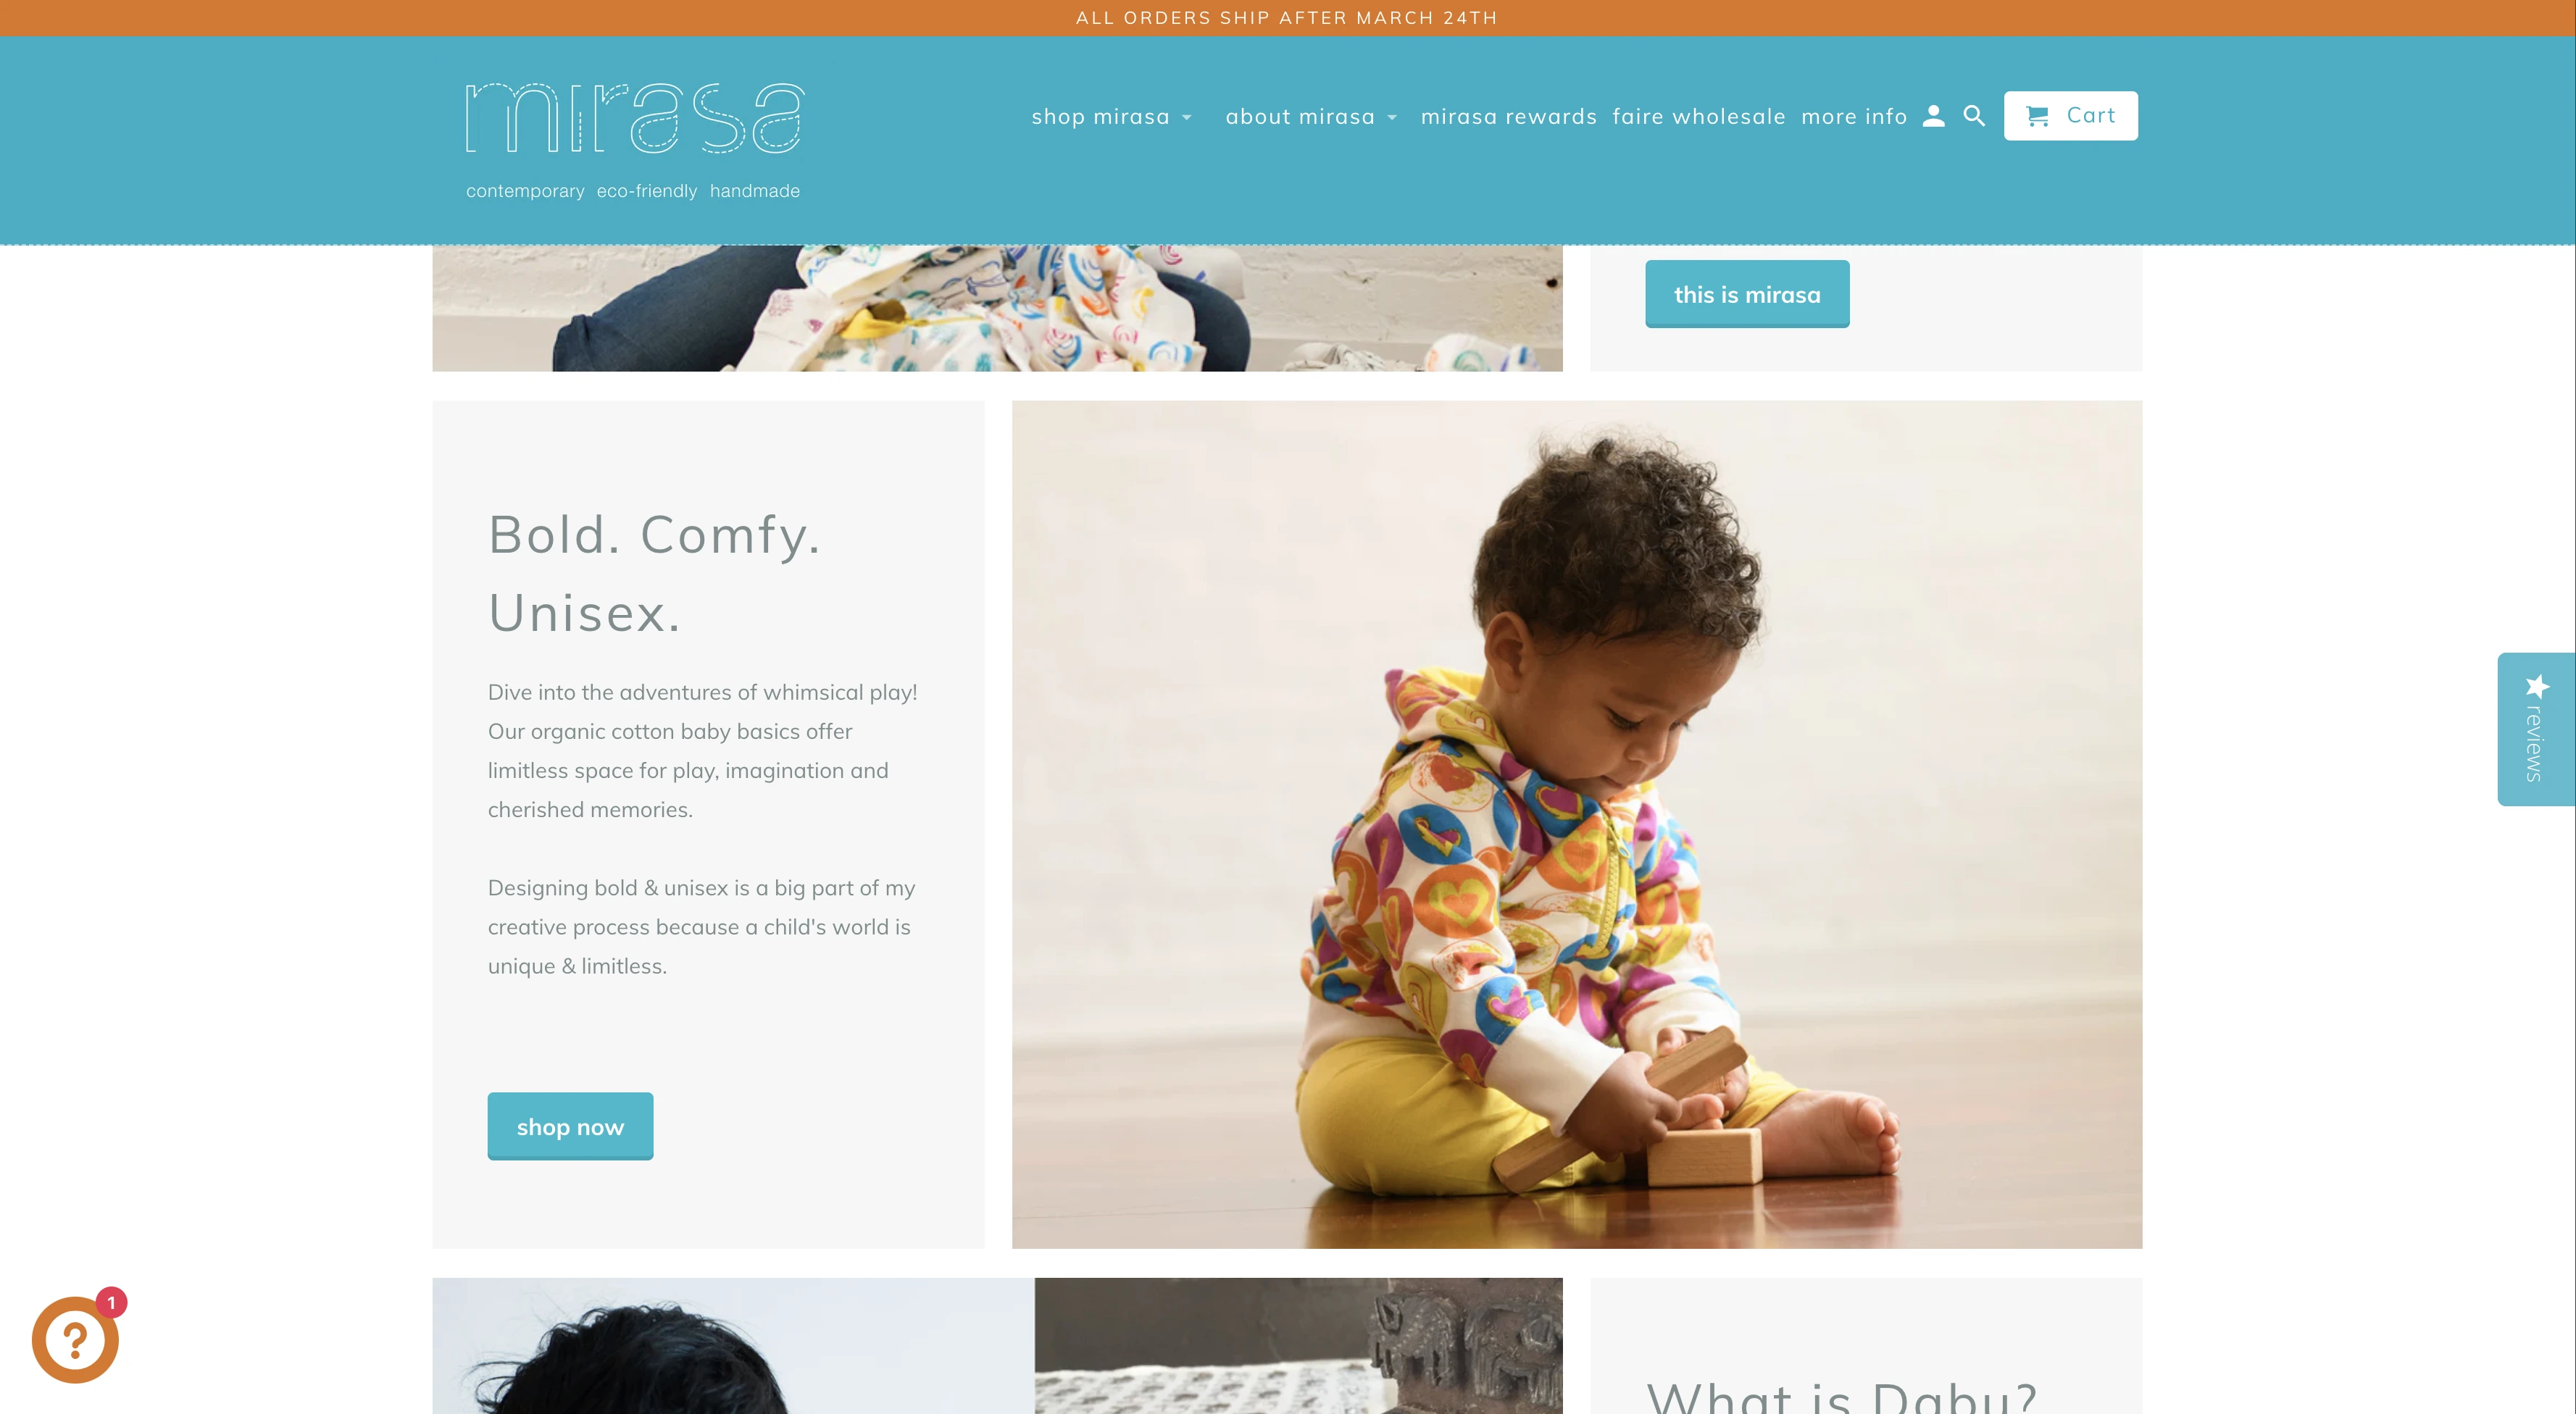 ALL ORDERS SHIP AFTER MARCH 24TH
mirasa
contemporary eco-friendly handmade
shop mirasa
about mirasa
mirasa rewards
faire wholesale
more info
Cart
this is mirasa
Bold. Comfy.
Unisex.
Dive into the adventures of whimsical play!
Our organic cotton baby basics offer
limitless space for play, imagination and
cherished memories.
Designing bold & unisex is a big part of my
creative process because a child's world is
unique & limitless.
shop now
reviews
1
?
What is Dabu?